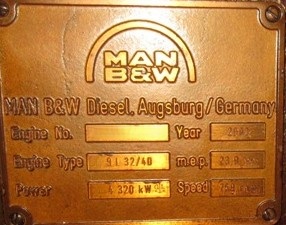 MAN
B&W
MAN B&W Diesel, Augsburg/Germany
Engine No. Year
Engine Type 9 L 32/40 m.e.p.
Power 4 320 kW Speed